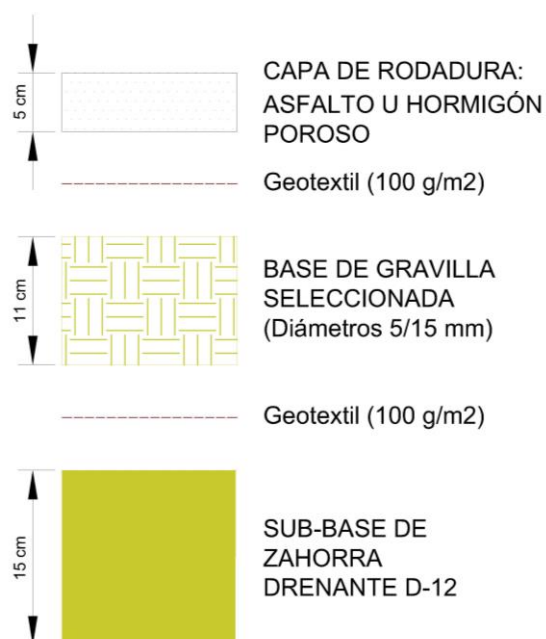 5 cm
CAPA DE RODADURA:
ASFALTO U HORMIGÓN
POROSO
Geotextil (100 g/m2)
11 cm
BASE DE GRAVILLA
SELECCIONADA
(Diámetros 5/15 mm)
Geotextil (100 g/m2)
15 cm
SUB-BASE DE
ZAHORRA
DRENANTE D-12